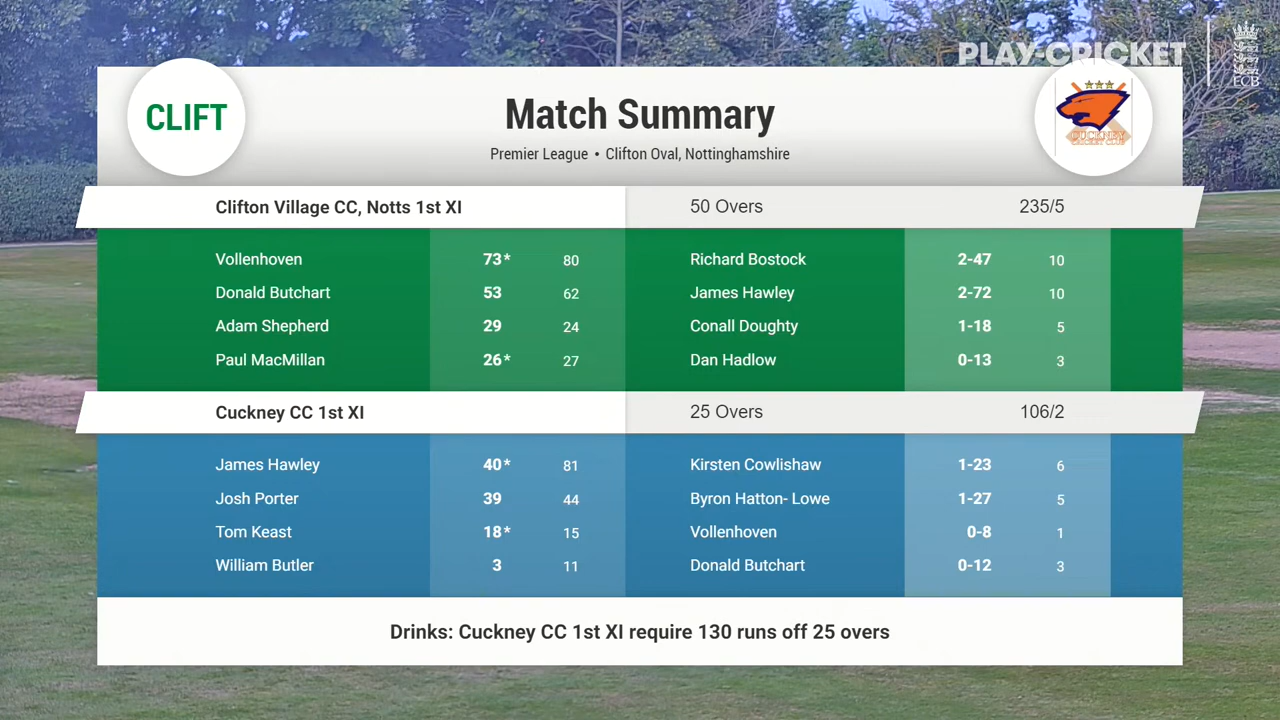 PLAY-CRICKET
ECB
CLIFT
Match Summary
CUCKNEY
CRICKET CLUB
Premier League • Clifton Oval, Nottinghamshire
Clifton Village CC, Notts 1st XI 50 Overs 235/5
Vollenhoven 73* 80 Richard Bostock 2-47 10
Donald Butchart 53 62 James Hawley 2-72 10
Adam Shepherd 29 24 Conall Doughty 1-18 5
Paul MacMillan 26* 27 Dan Hadlow 0-13 3
Cuckney CC 1st XI 25 Overs 106/2
James Hawley 40* 81 Kirsten Cowlishaw 1-23 6
Josh Porter 39 44 Byron Hatton- Lowe 1-27 5
Tom Keast 18* 15 Vollenhoven 0-8 1
William Butler 3 11 Donald Butchart 0-12 3
Drinks: Cuckney CC 1st XI require 130 runs off 25 overs